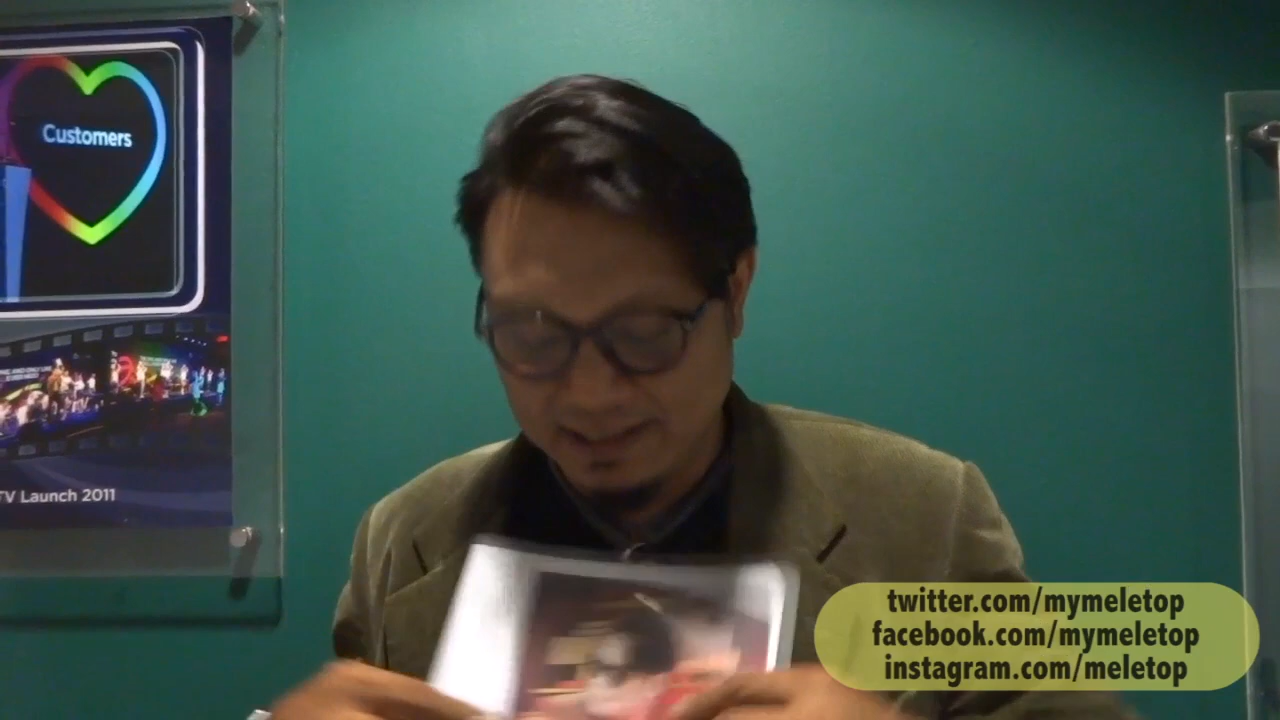 Customers
TV Launch 2011
twitter.com/mymeletop
facebook.com/mymeletop
instagram.com/meletop